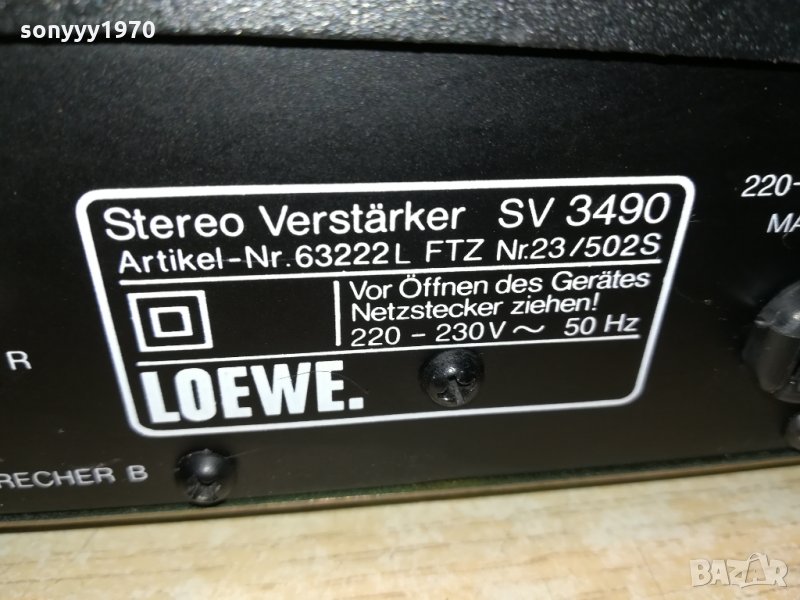 sonyyy1970
Stereo Verstärker SV 3490
Artikel-Nr. 63222L FTZ Nr. 23/502S
Vor Öffnen des Gerätes
Netzstecker ziehen!
220 - 230V ~ 50 Hz
LOEWE.
220-
MA
R
RECHER B
BAZAR